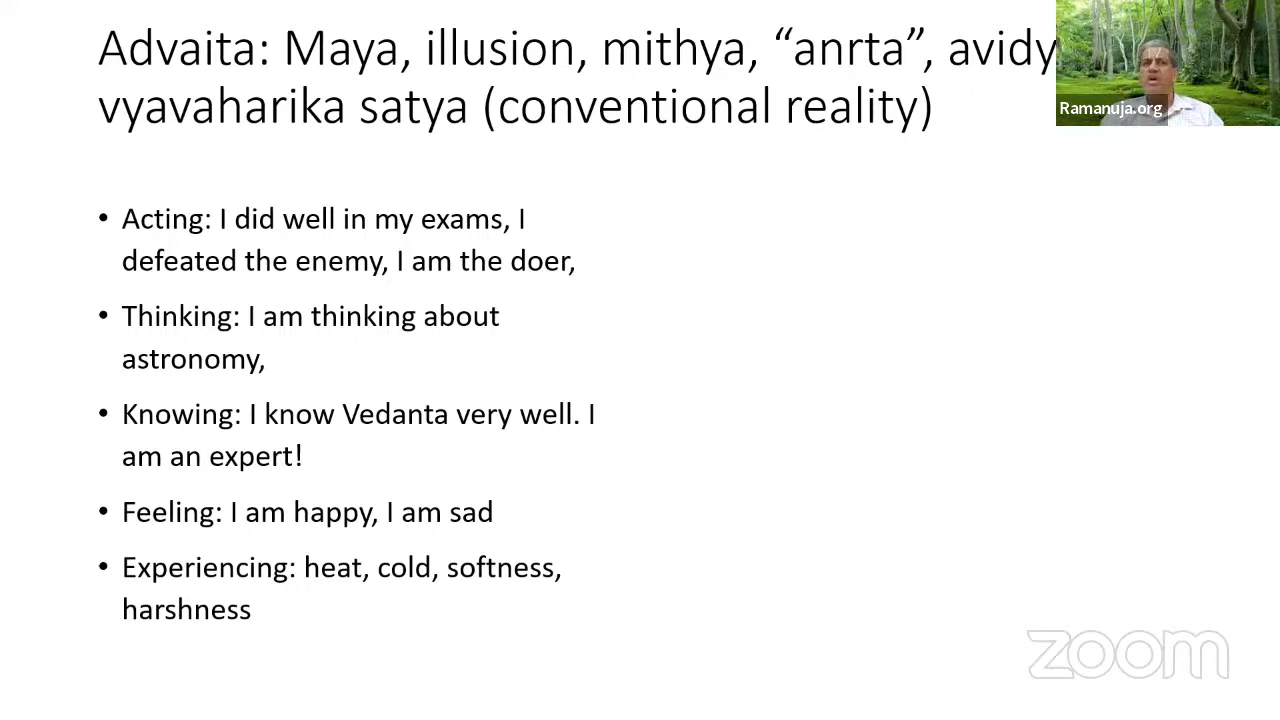 Advaita: Maya, illusion, mithya, “anrta”, avidy
vyavaharika satya (conventional reality)
Ramanuja.org
• Acting: I did well in my exams, I
defeated the enemy, I am the doer,
• Thinking: I am thinking about
astronomy,
• Knowing: I know Vedanta very well. I
am an expert!
• Feeling: I am happy, I am sad
• Experiencing: heat, cold, softness,
harshness
zoom